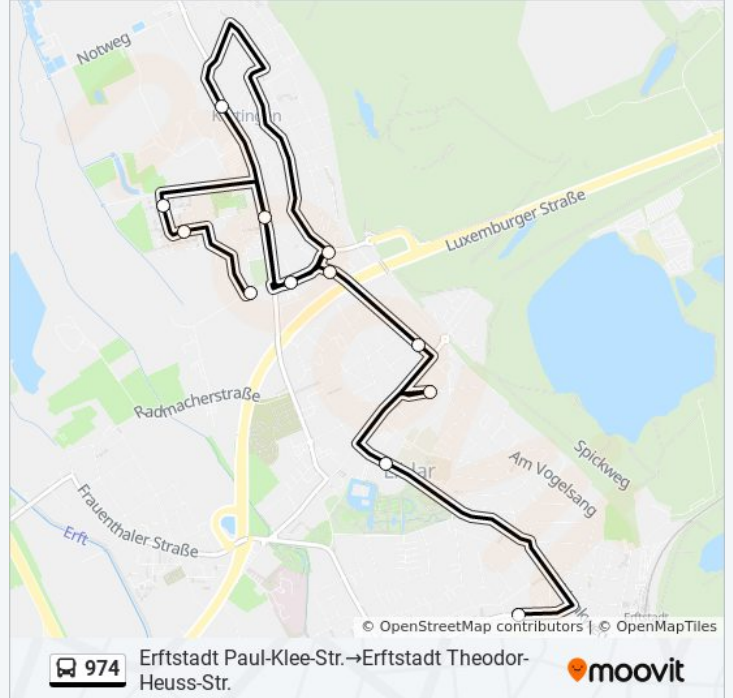 Notweg
Luxemburger Straße
Radmacherstraße
Spickweg
Am Vogelsang
Frauenthaler Straße
Erft
© OpenStreetMap contributors | © OpenMapTiles
974
Erftstadt Paul-Klee-Str.→Erftstadt Theodor-
Heuss-Str.
moovit